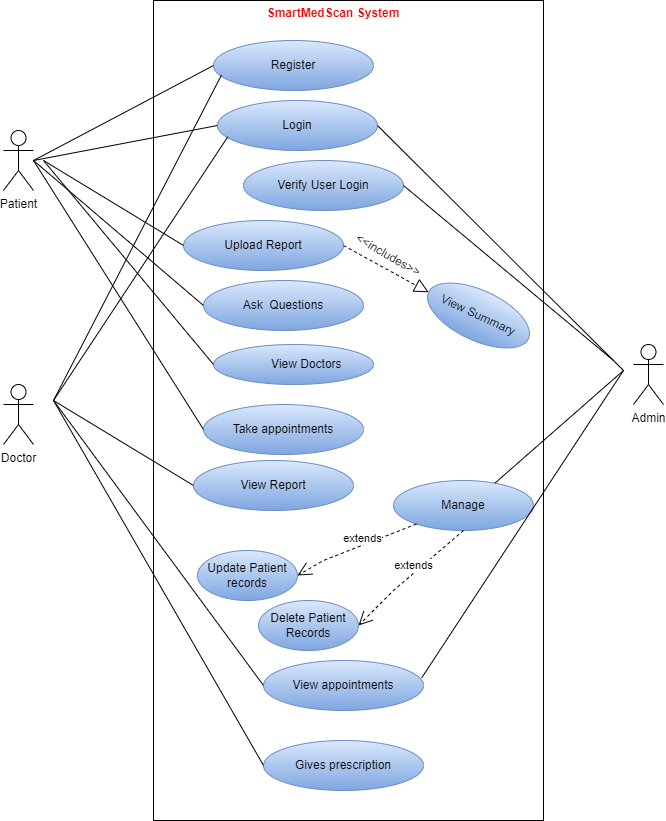 SmartMedScan System
Register
Login
Patient
Verify User Login
Upload Report
<<includes>>
Ask  Questions
View Summary
View Doctors
Admin
Take appointments
Doctor
View Report
Manage
extends
extends
Update Patient
records
Delete Patient
Records
View appointments
Gives prescription